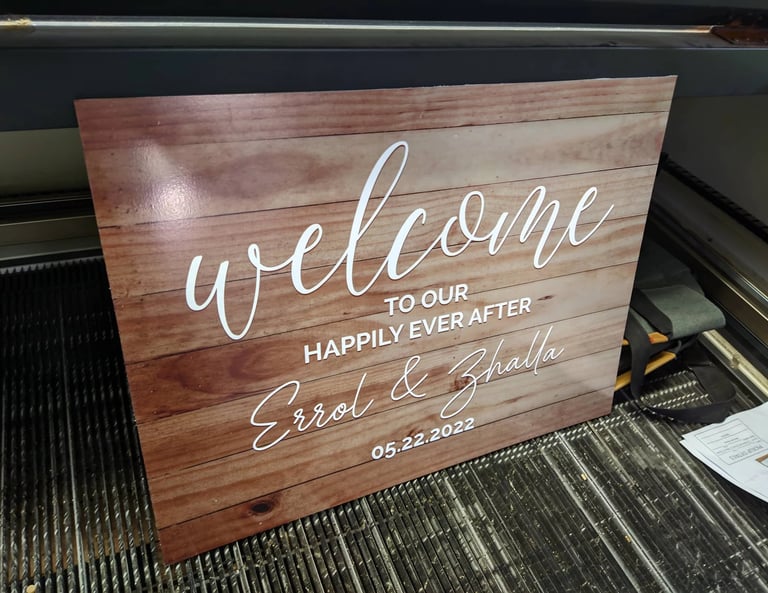 welcome
TO OUR
HAPPILY EVER AFTER
Errol & Zhalla
05.22.2022